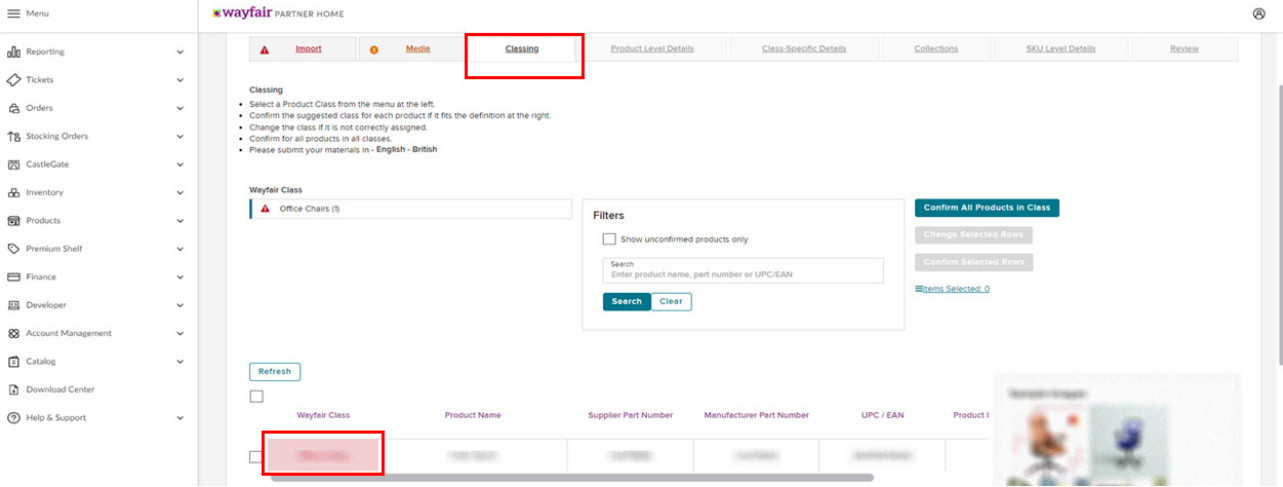 Menu
wayfair PARTNER HOME
Reporting
Tickets
Orders
Stocking Orders
CastleGate
Inventory
Products
Premium Shelf
Finance
Developer
Account Management
Catalog
Download Center
Help & Support
Import
Media
Classing
Product Level Details
Class-Specific Details
Collections
SKU Level Details
Review
Classing
• Select a Product Class from the menu at the left.
• Confirm the suggested class for each product if it fits the definition at the right.
• Change the class if it is not correctly assigned.
• Confirm for all products in all classes.
• Please submit your materials in - English - British
Wayfair Class
Office Chairs (1)
Filters
Show unconfirmed products only
Search
Enter product name, part number or UPC/EAN
Search
Clear
Confirm All Products in Class
Change Selected Rows
Confirm Selected Rows
Items Selected: 0
Refresh
Wayfair Class
Product Name
Supplier Part Number
Manufacturer Part Number
UPC / EAN
Product I